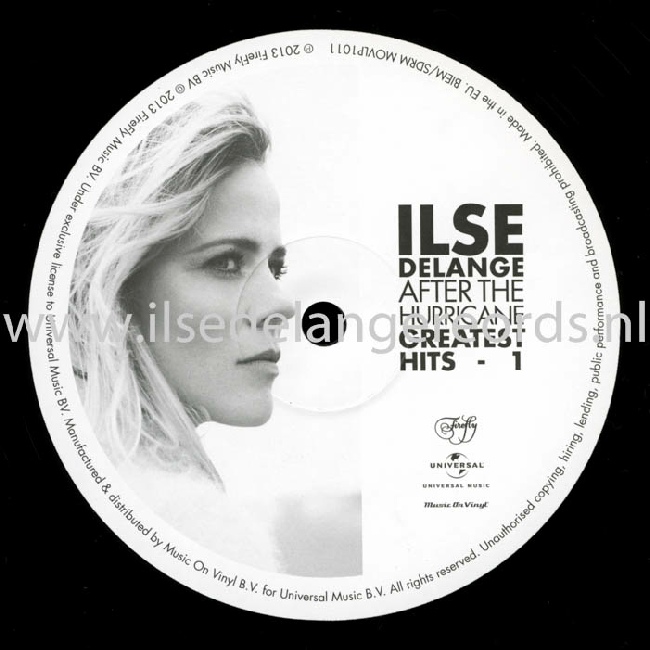 ILSE
DELANGE
AFTER THE
HURRICANE
GREATEST
HITS - 1
Firefly
UNIVERSAL
UNIVERSAL MUSIC
Music On Vinyl
℗ 2013 Firefly Music BV © 2013 Firefly Music BV. Under exclusive license to Universal Music BV. Manufactured & distributed by Music On Vinyl B.V. for Universal Music B.V. All rights reserved. Unauthorised copying, hiring, lending, public performance and broadcasting prohibited. Made in the EU. BIEM/SDRM MOVLP1011
www.ilsedelangerecords.nl